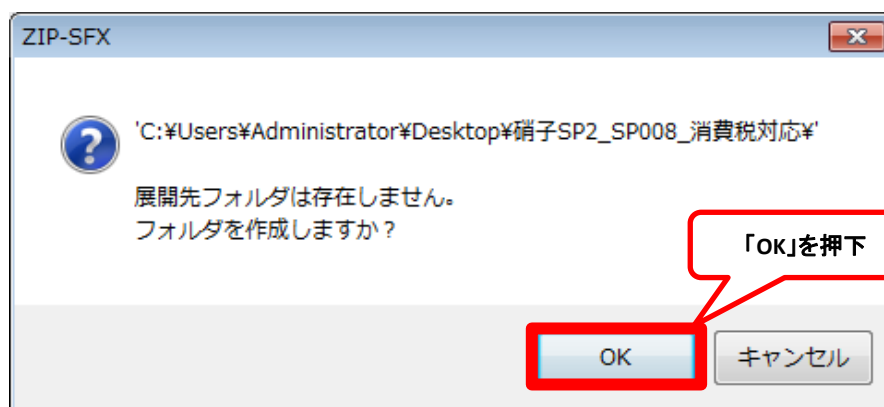 ZIP-SFX
'C:¥Users¥Administrator¥Desktop¥硝子SP2_SP008_消費税対応¥'
展開先フォルダは存在しません。
フォルダを作成しますか？
「OK」を押下
OK
キャンセル